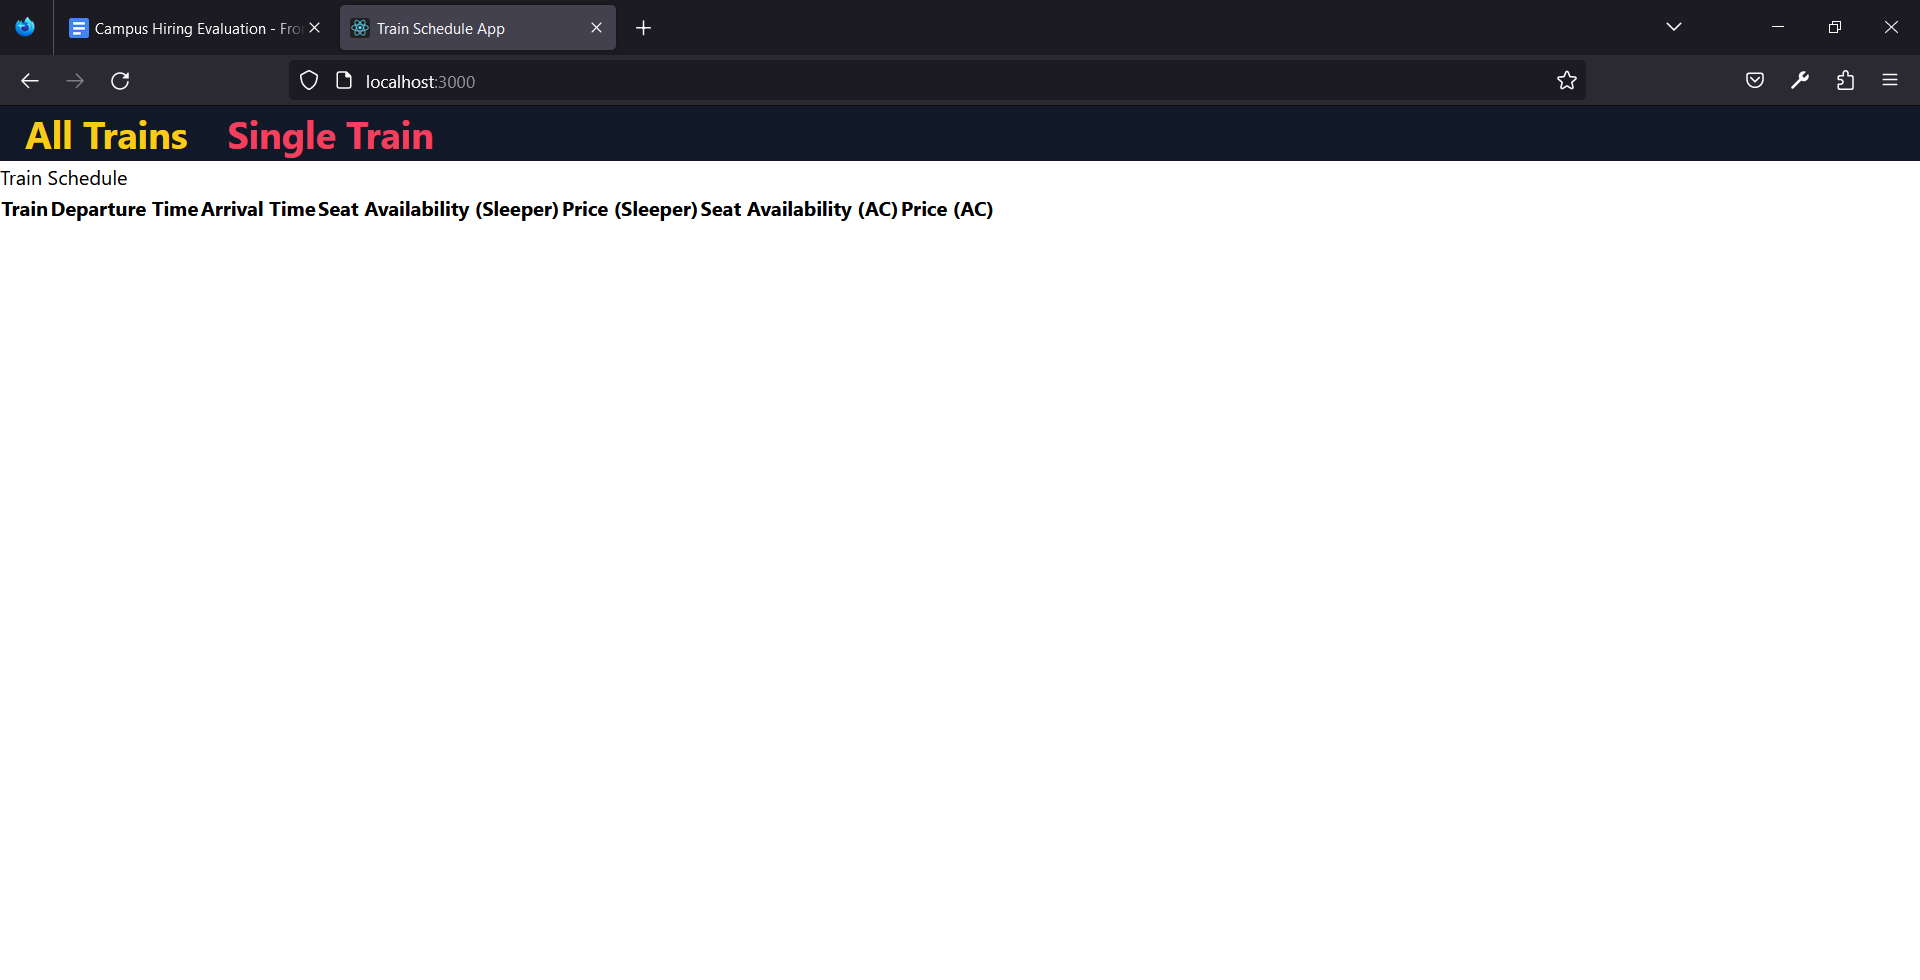 Campus Hiring Evaluation - Fro
Train Schedule App
localhost:3000
All Trains Single Train
Train Schedule
Train Departure Time Arrival Time Seat Availability (Sleeper) Price (Sleeper) Seat Availability (AC) Price (AC)